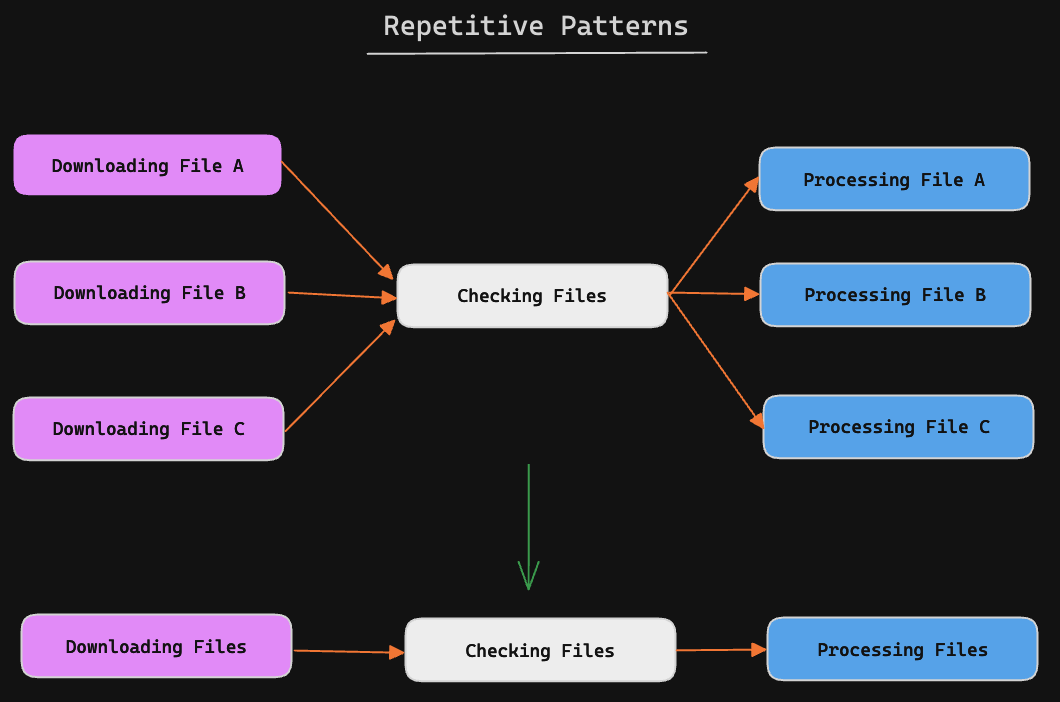 Repetitive Patterns
Downloading File A
Processing File A
Downloading File B
Checking Files
Processing File B
Downloading File C
Processing File C
Downloading Files
Checking Files
Processing Files